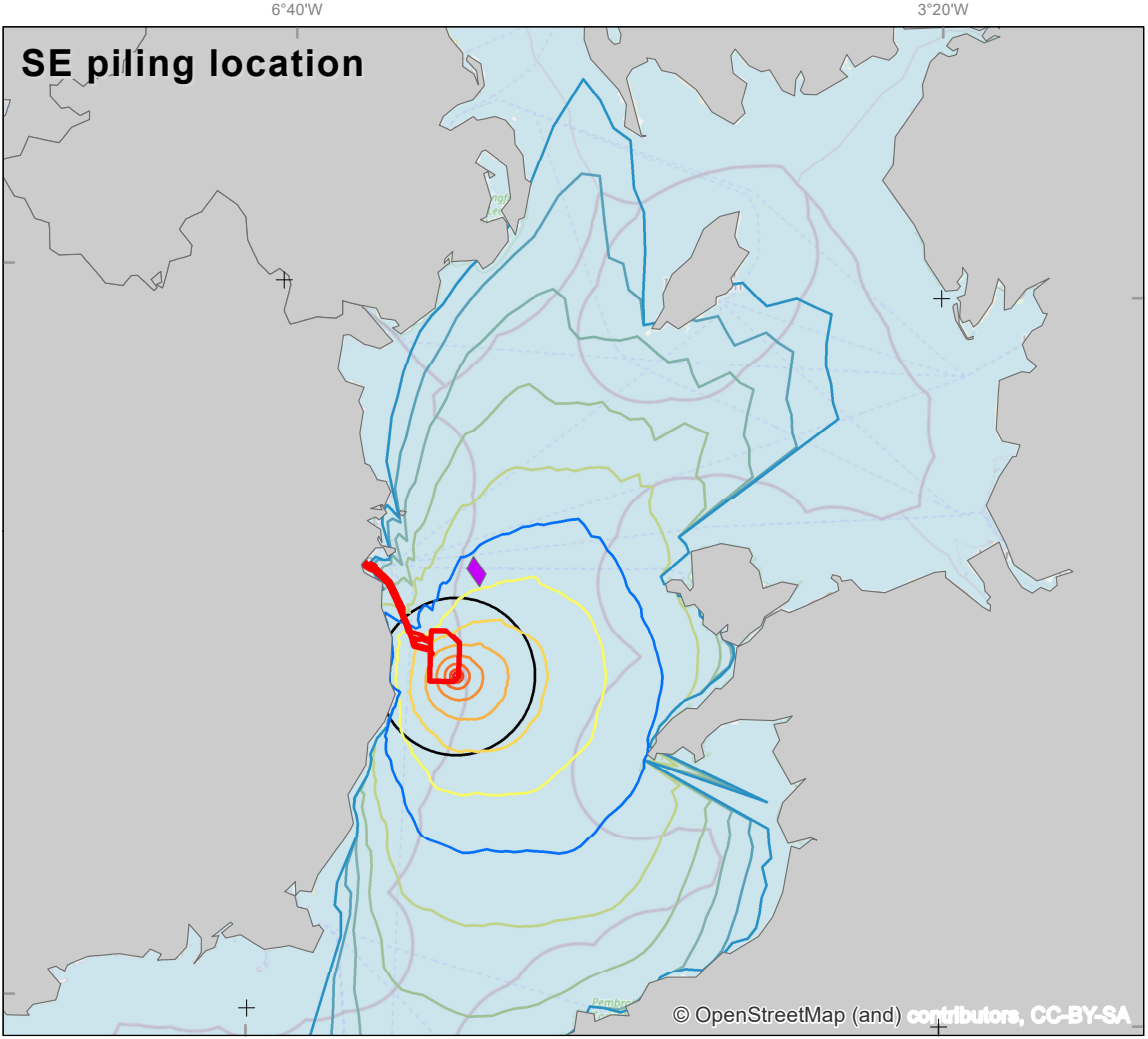 6°40'W
3°20'W
SE piling location
© OpenStreetMap (and) contributors, CC-BY-SA